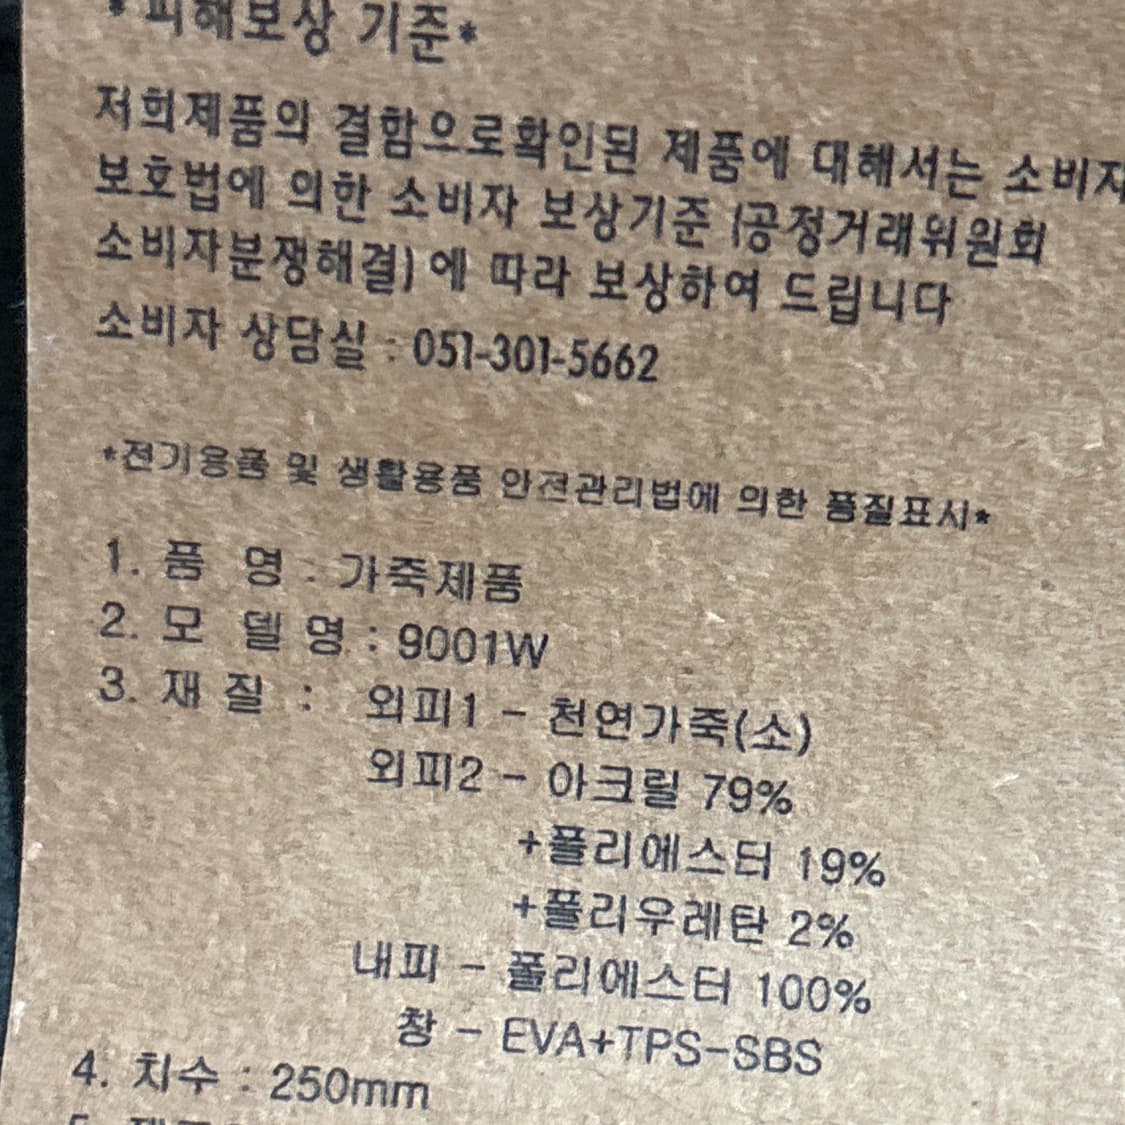 *피해보상 기준*
저희제품의 결함으로확인된 제품에 대해서는 소비자
보호법에 의한 소비자 보상기준 (공정거래위원회
소비자분쟁해결)에 따라 보상하여 드립니다
소비자 상담실 : 051-301-5662
*전기용품 및 생활용품 안전관리법에 의한 품질표시*
1. 품 명 : 가죽제품
2. 모 델 명 : 9001W
3. 재 질 : 외피1 - 천연가죽(소)
외피2 - 아크릴 79%
+폴리에스터 19%
+폴리우레탄 2%
내피 - 폴리에스터 100%
창 - EVA+TPS-SBS
4. 치수 : 250mm